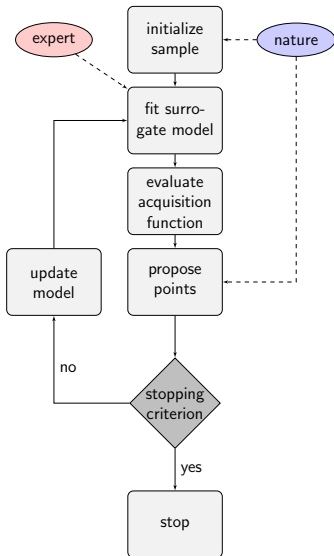 initialize
sample
expert
nature
fit surro-
gate model
evaluate
acquisition
function
update
model
propose
points
no
stopping
criterion
yes
stop